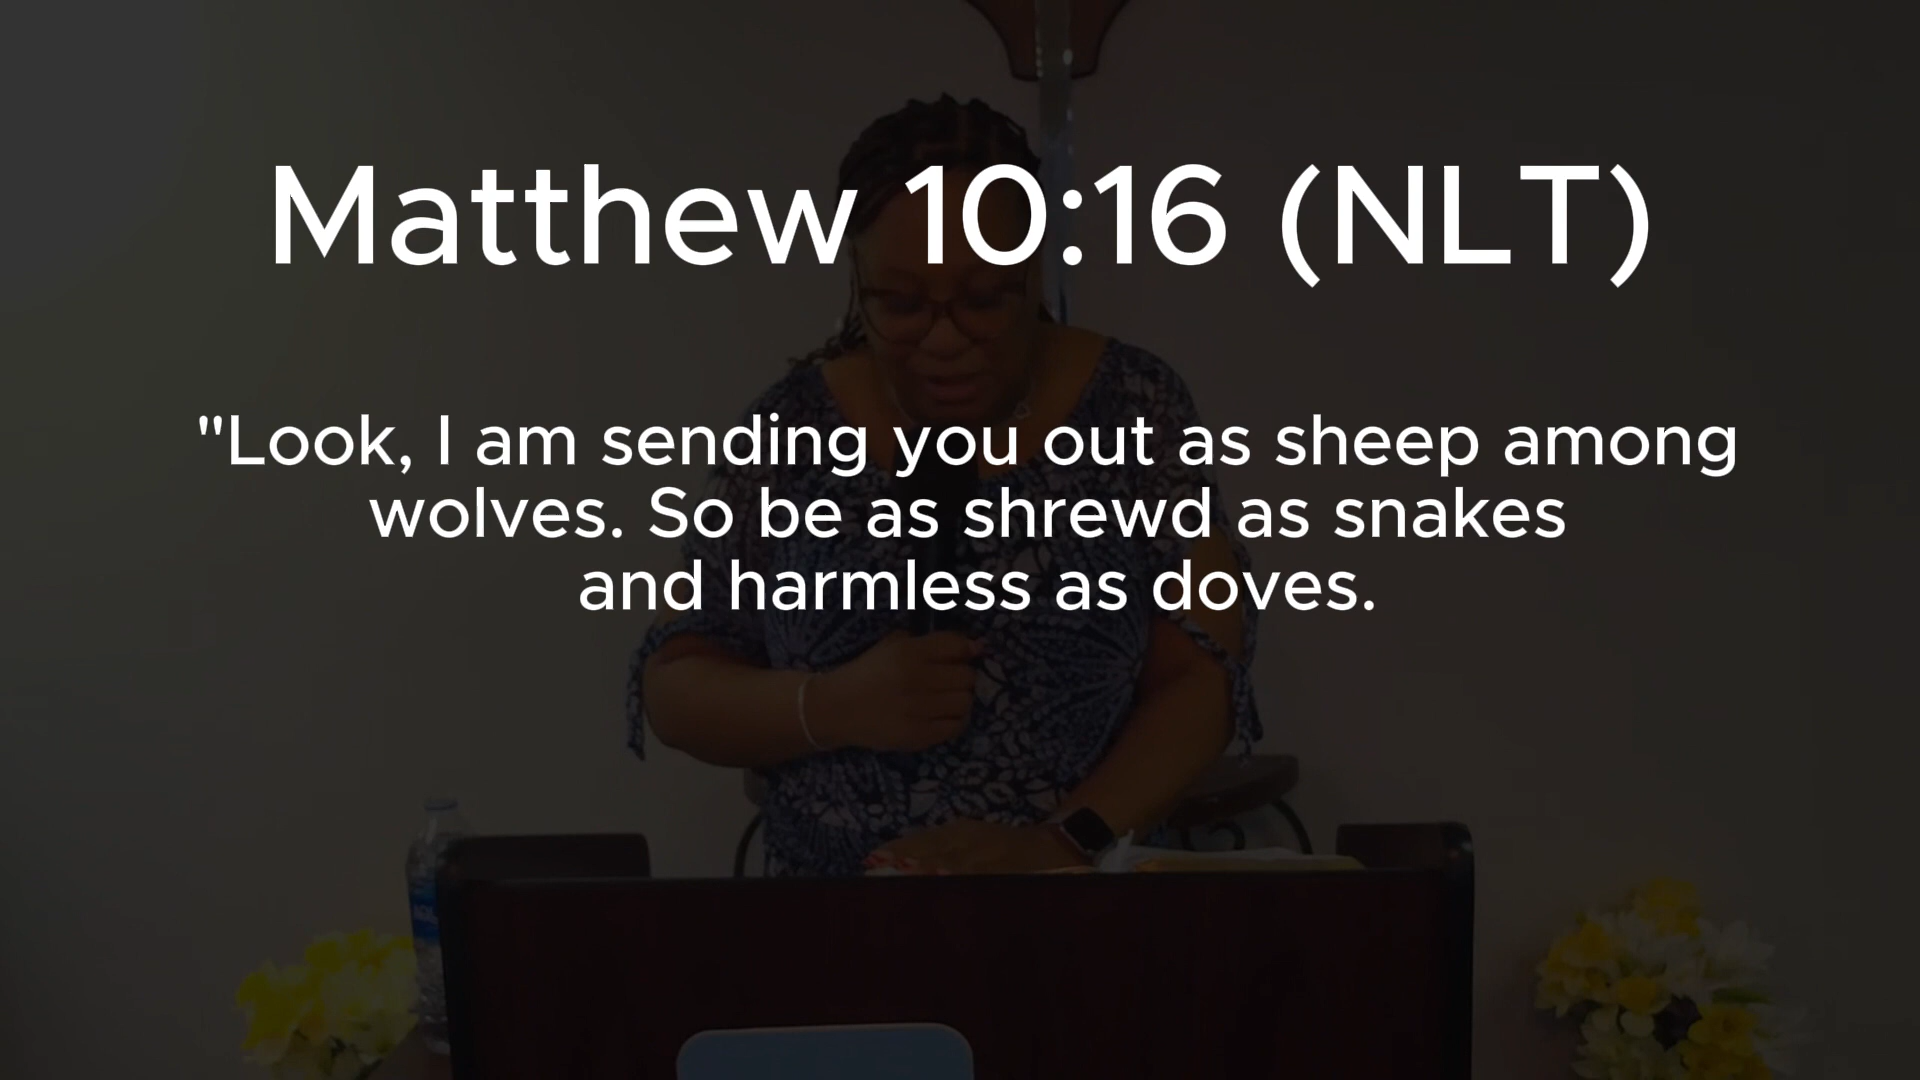 Matthew 10:16 (NLT)
"Look, I am sending you out as sheep among
wolves. So be as shrewd as snakes
and harmless as doves.